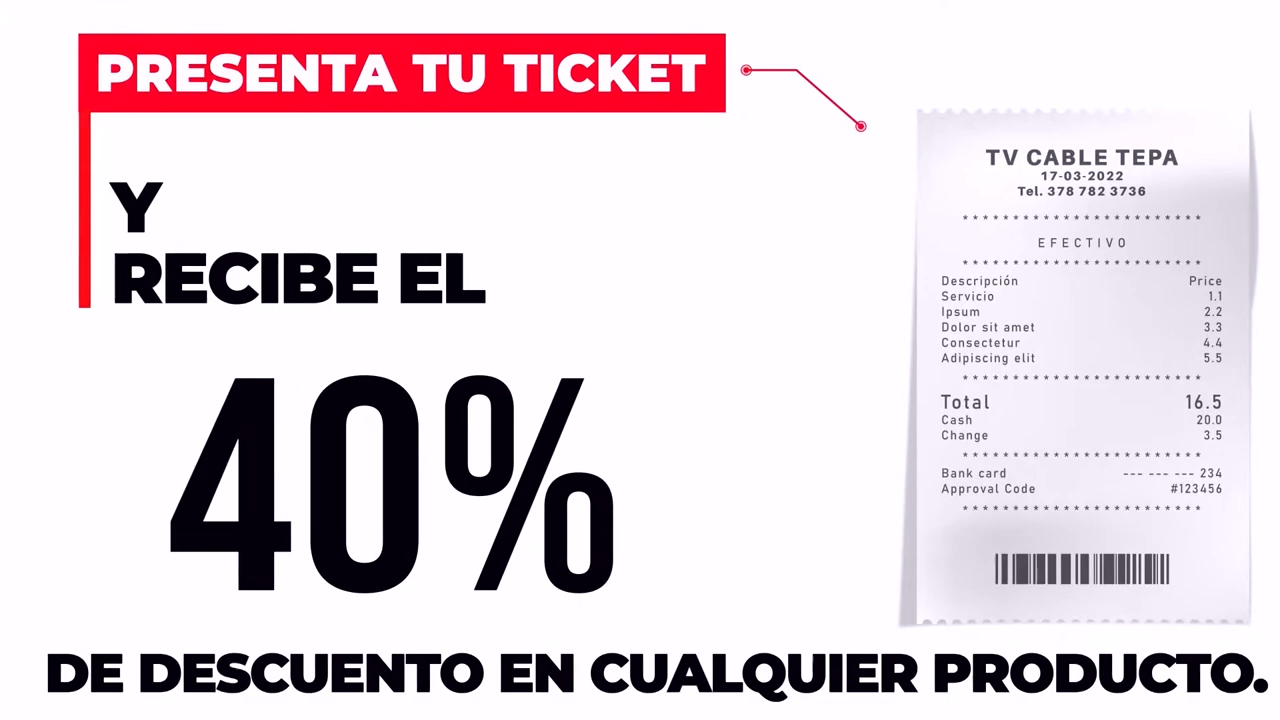 PRESENTA TU TICKET
Y
RECIBE EL
40%
DE DESCUENTO EN CUALQUIER PRODUCTO.
TV CABLE TEPA
17-03-2022
Tel. 378 782 3736
* * * * * * * * * * * * * * * * * * * * * * * *
EFECTIVO
* * * * * * * * * * * * * * * * * * * * * * * *
Descripción Price
Servicio 1.1
Ipsum 2.2
Dolor sit amet 3.3
Consectetur 4.4
Adipiscing elit 5.5
* * * * * * * * * * * * * * * * * * * * * * * *
Total 16.5
Cash 20.0
Change 3.5
* * * * * * * * * * * * * * * * * * * * * * * *
Bank card --- --- --- 234
Approval Code #123456
* * * * * * * * * * * * * * * * * * * * * * * *